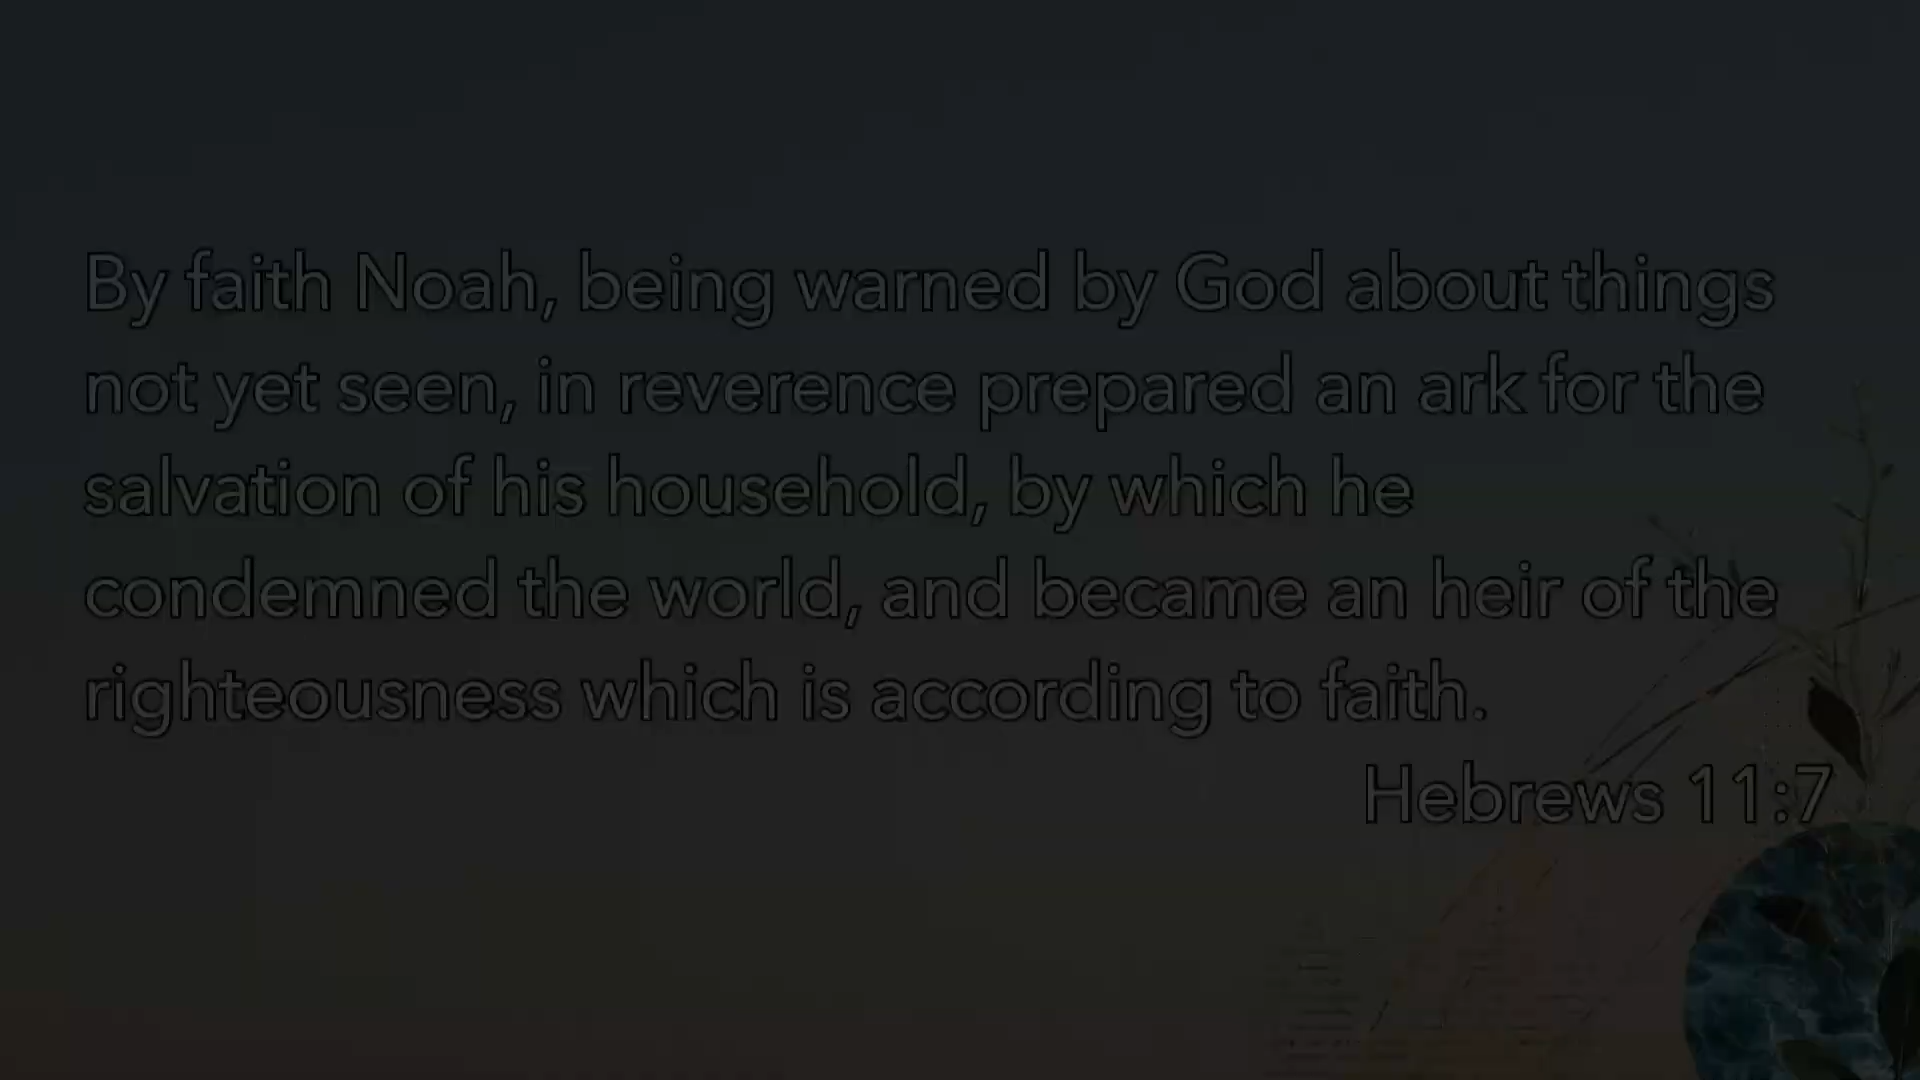 By faith Noah, being warned by God about things
not yet seen, in reverence prepared an ark for the
salvation of his household, by which he
condemned the world, and became an heir of the
righteousness which is according to faith.
Hebrews 11:7